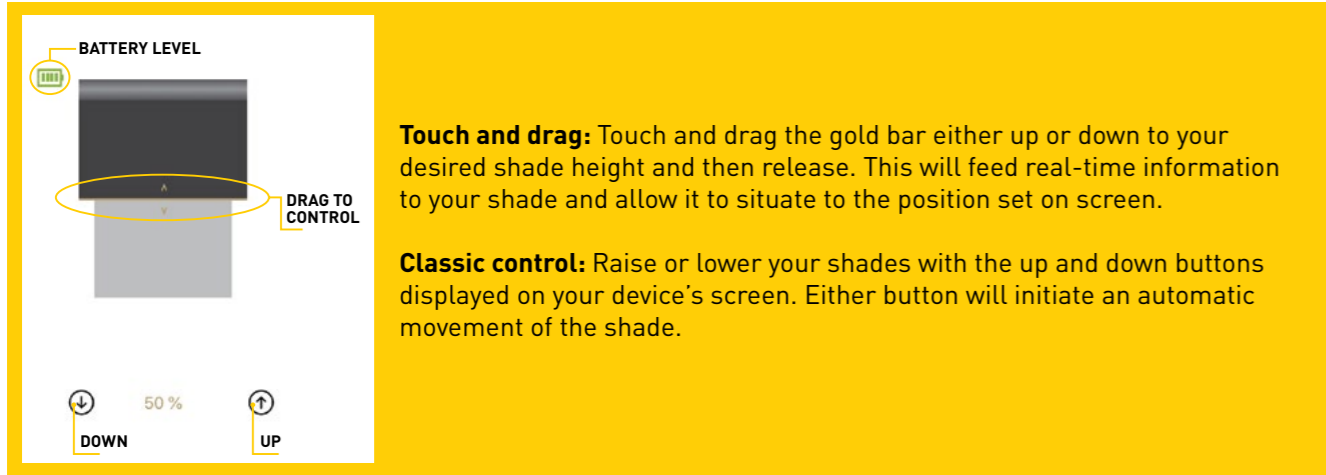 BATTERY LEVEL
DRAG TO
CONTROL
50 %
DOWN
UP
Touch and drag: Touch and drag the gold bar either up or down to your
desired shade height and then release. This will feed real-time information
to your shade and allow it to situate to the position set on screen.
Classic control: Raise or lower your shades with the up and down buttons
displayed on your device’s screen. Either button will initiate an automatic
movement of the shade.